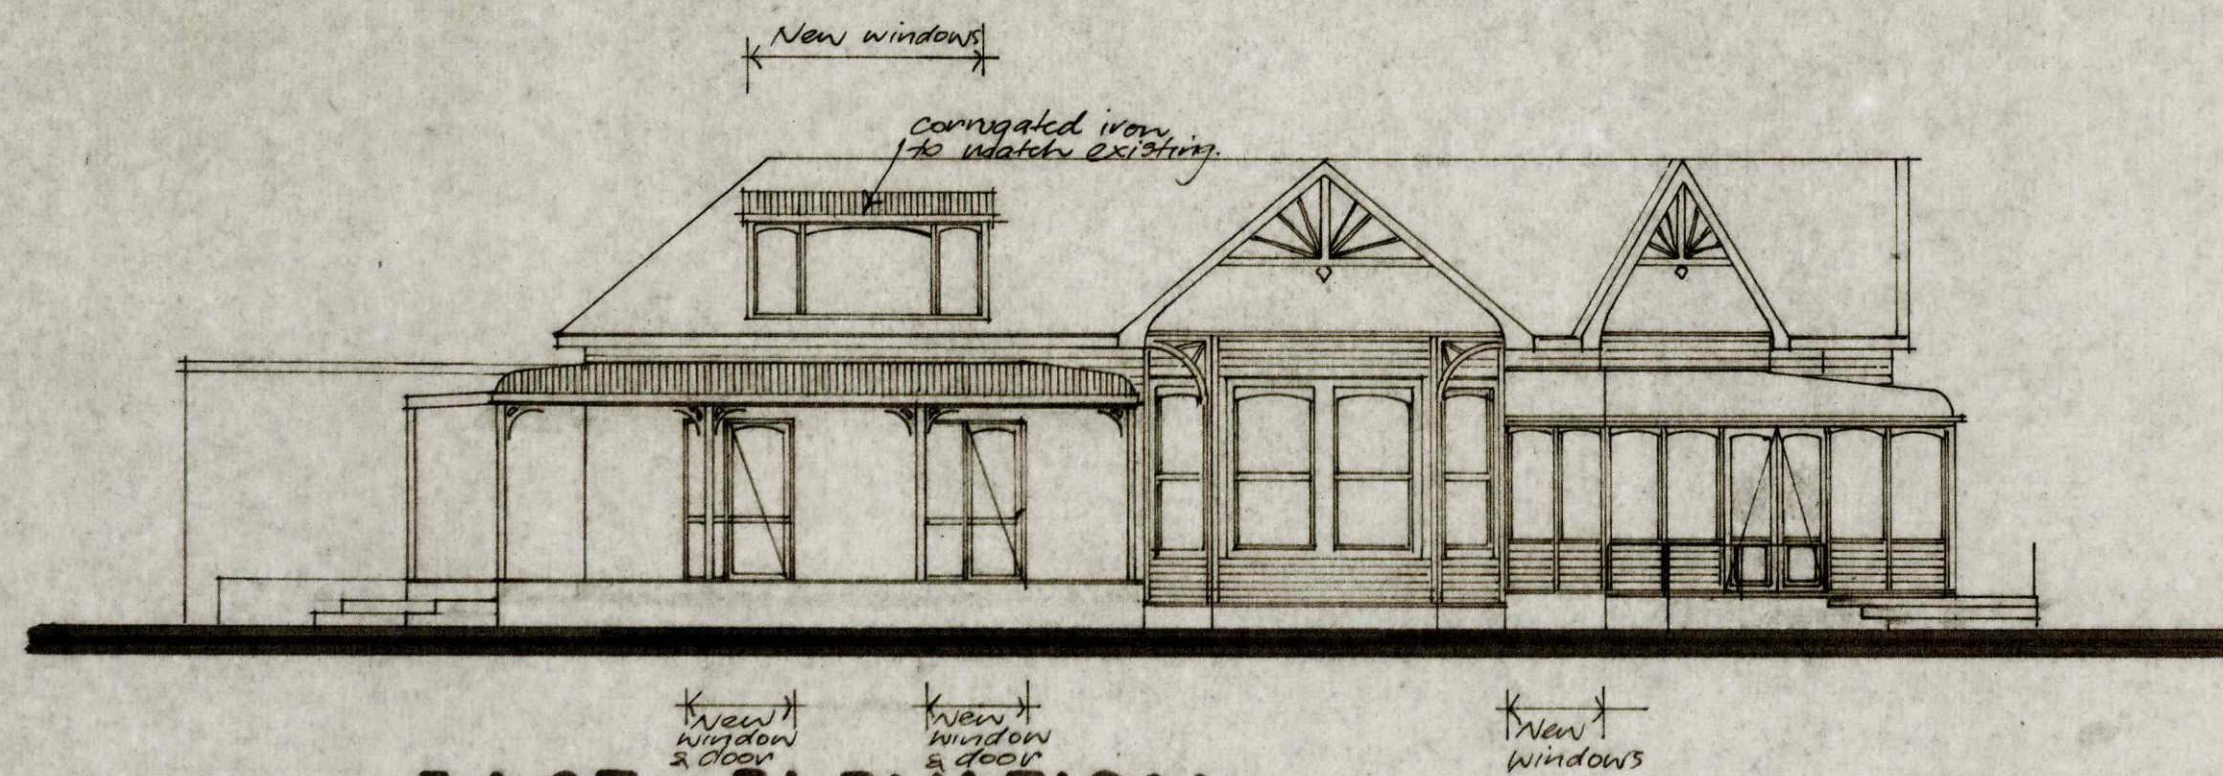 New windows
corrugated iron
to match existing.
New
window
& door
New
window
& door
New
windows